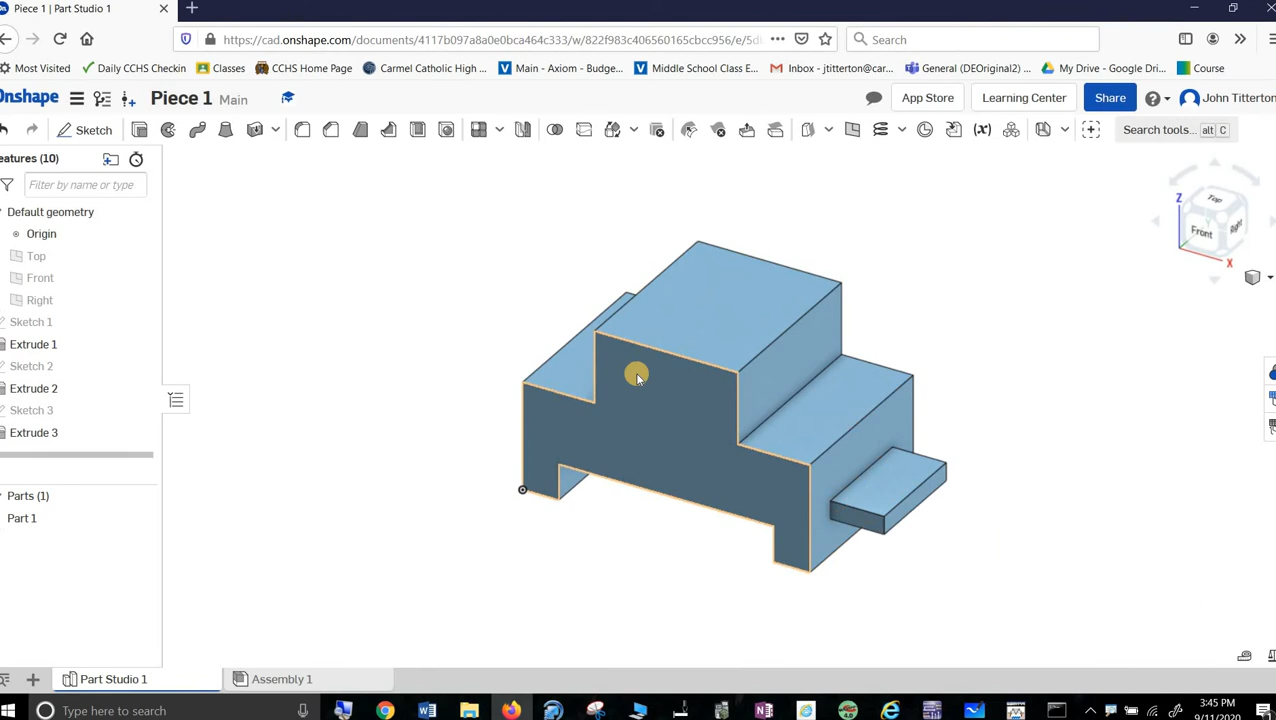 Piece 1 | Part Studio 1
https://cad.onshape.com/documents/4117b097a8a0e0bca464c333/w/822f983c406560165cbcc956/e/5d
Search
Most Visited
Daily CCHS Checkin
Classes
CCHS Home Page
Carmel Catholic High ...
Main - Axiom - Budge...
Middle School Class E...
Inbox - jtitterton@car...
General (DEOriginal2) ...
My Drive - Google Dri...
Course
Onshape
Piece 1 Main
App Store
Learning Center
Share
John Titterton
Sketch
Search tools... alt C
eatures (10)
Filter by name or type
Default geometry
Origin
Top
Front
Right
Sketch 1
Extrude 1
Sketch 2
Extrude 2
Sketch 3
Extrude 3
Parts (1)
Part 1
Z
Top
Front
Right
X
Part Studio 1
Assembly 1
Type here to search
3:45 PM
9/11/2020